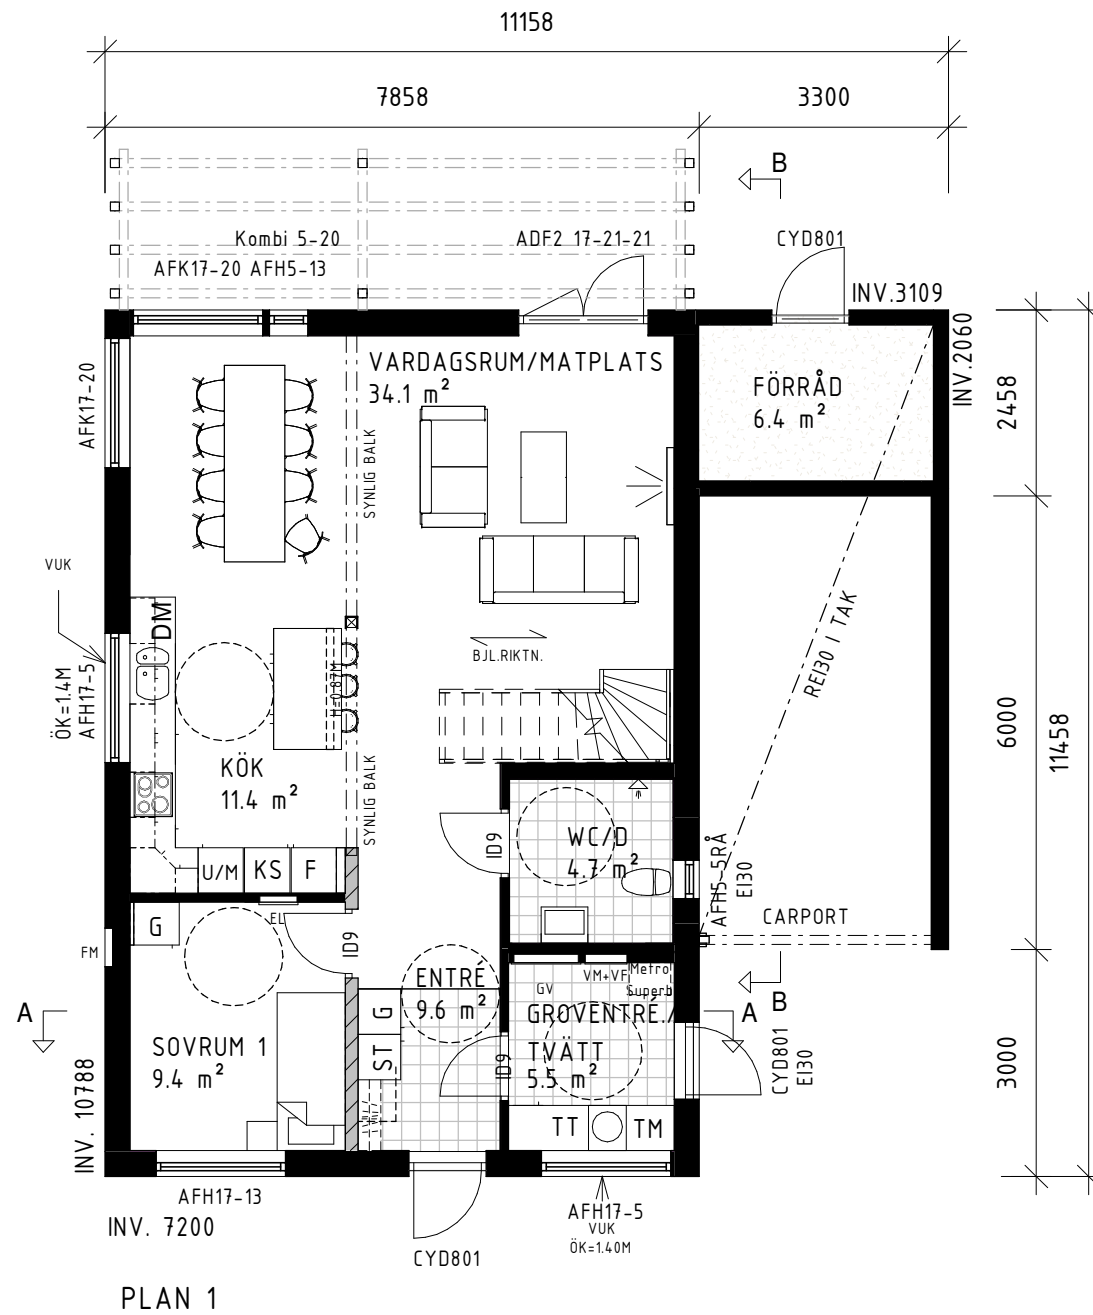 11158
7858
3300
B
Kombi 5-20
ADF2 17-21-21
CYD801
AFK17-20 AFH5-13
INV.3109
VARDAGSRUM/MATPLATS
34.1 m²
FÖRRÅD
6.4 m²
INV.2060
2458
AFK17-20
SYNLIG BALK
VUK
DM
ÖK=1.4M
AFH17-5
H=0.87M
BJL.RIKTN.
REI30 I TAK
6000
11458
KÖK
11.4 m²
SYNLIG BALK
ID9
WC/D
4.7 m²
U/M
KS
F
AFH5-5RÅ
EI30
CARPORT
G
EL
FM
ID9
ENTRÉ
9.6 m²
GV
VM+VF
Metro
Superb
B
A
G
GROVENTRÉ./
TVÄTT
5.5 m²
A
SOVRUM 1
9.4 m²
ST
ID9
CYD801
EI30
3000
INV. 10788
TT
TM
AFH17-13
INV. 7200
AFH17-5
VUK
ÖK=1.40M
CYD801
PLAN 1